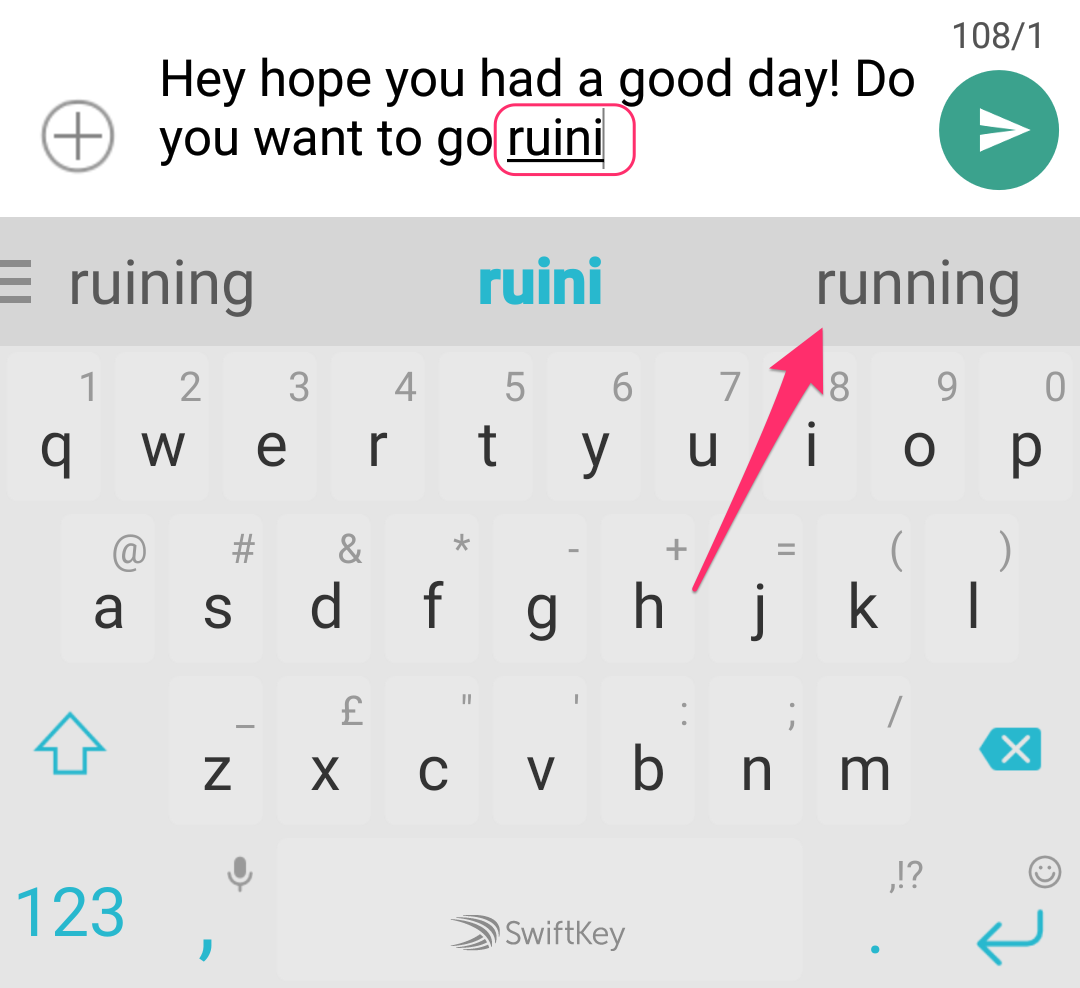 108/1
Hey hope you had a good day! Do
you want to go ruini
ruining ruini running
1 2 3 4 5 6 7 8 9 0
q w e r t y u i o p
@ # & * - + = ( )
a s d f g h j k l
_ £ " ' : ; /
z x c v b n m
,!?
123 , SwiftKey .